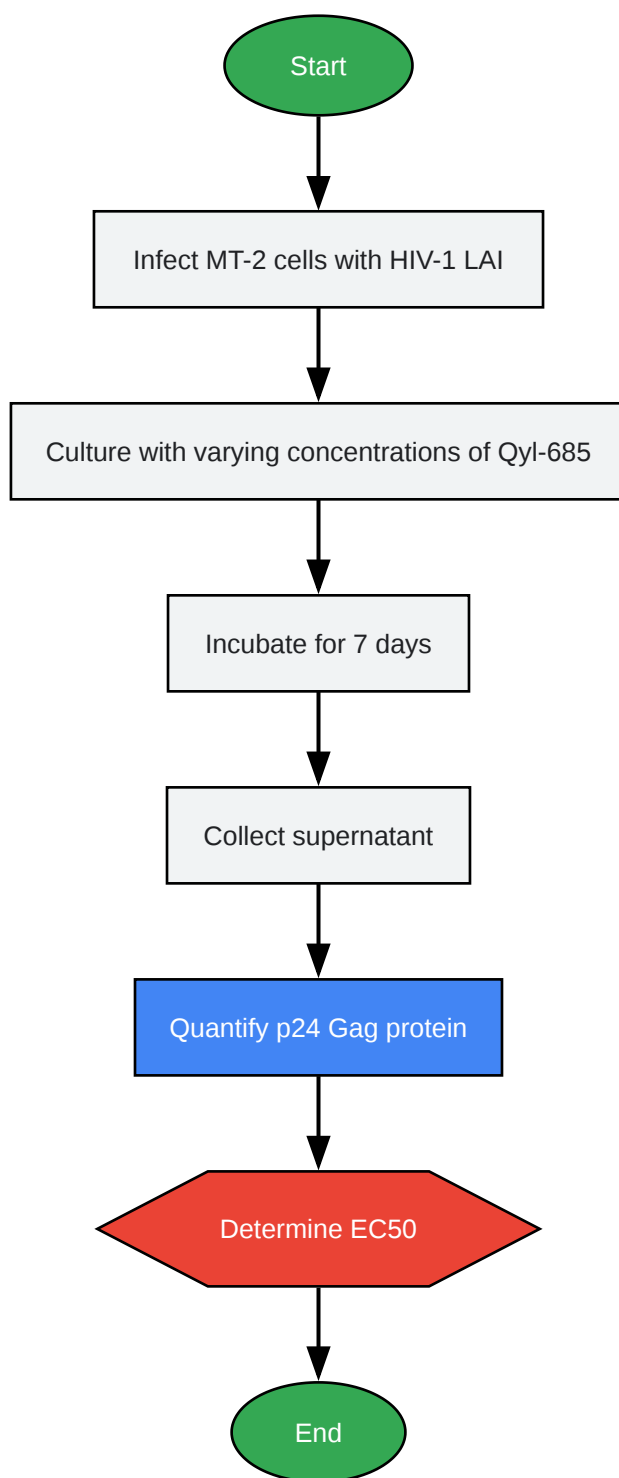 Start
Infect MT-2 cells with HIV-1 LAI
Culture with varying concentrations of Qyl-685
Incubate for 7 days
Collect supernatant
Quantify p24 Gag protein
Determine EC50
End